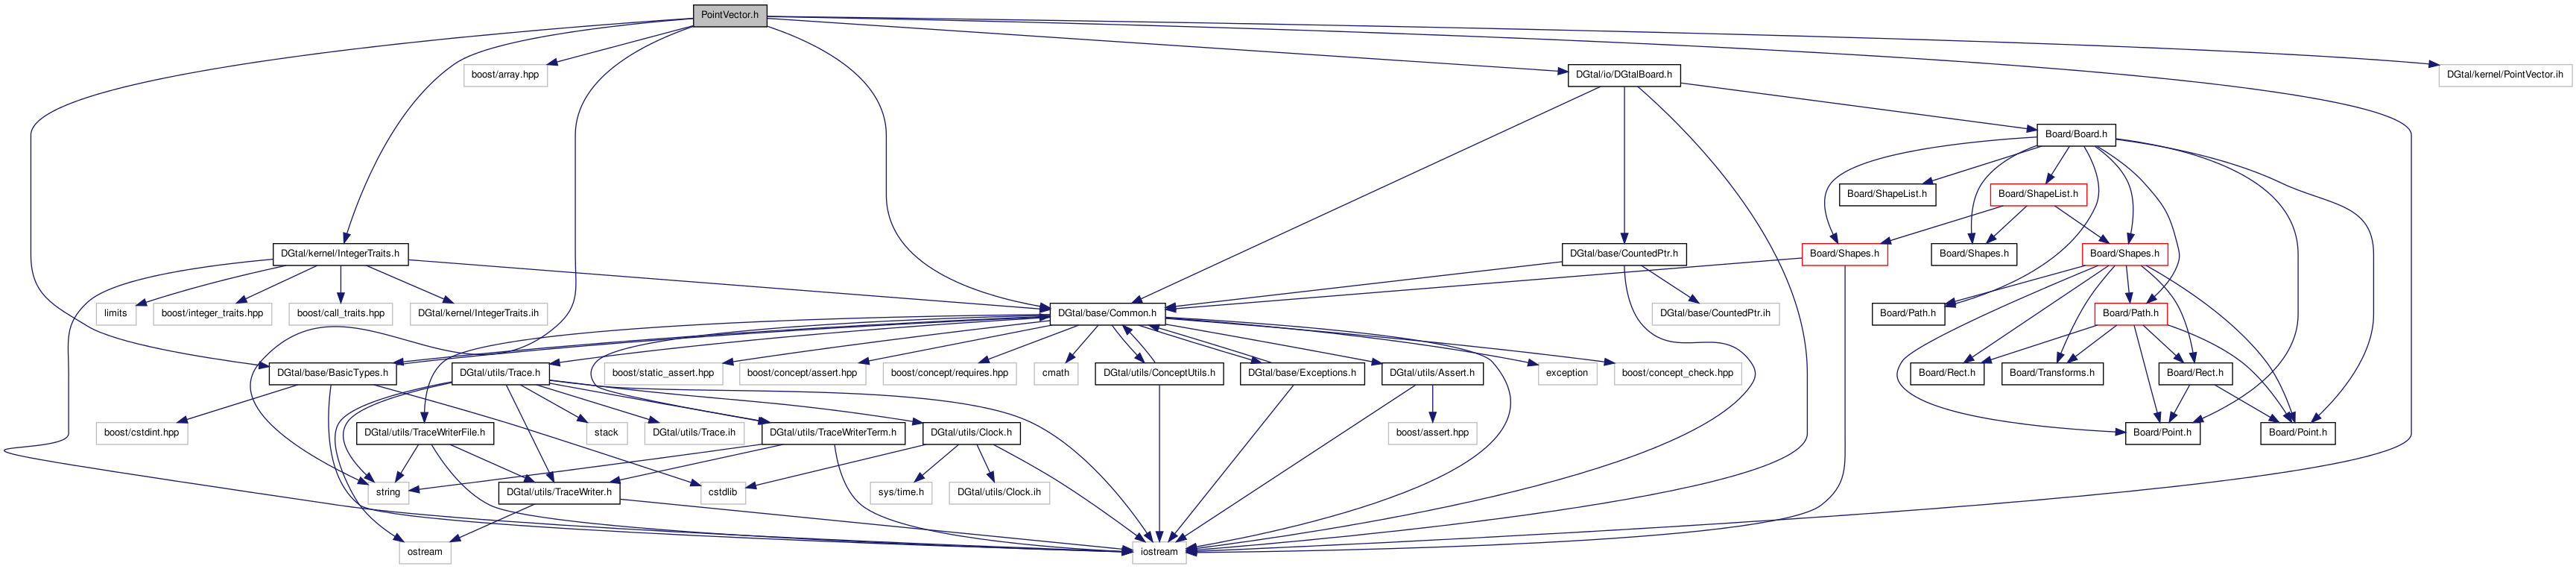 PointVector.h
boost/array.hpp
DGtal/io/DGtalBoard.h
DGtal/kernel/PointVector.ih
Board/Board.h
Board/ShapeList.h
Board/ShapeList.h
DGtal/kernel/IntegerTraits.h
DGtal/base/CountedPtr.h
Board/Shapes.h
Board/Shapes.h
Board/Shapes.h
limits
boost/integer_traits.hpp
boost/call_traits.hpp
DGtal/kernel/IntegerTraits.ih
DGtal/base/Common.h
DGtal/base/CountedPtr.ih
Board/Path.h
Board/Path.h
DGtal/base/BasicTypes.h
DGtal/utils/Trace.h
boost/static_assert.hpp
boost/concept/assert.hpp
boost/concept/requires.hpp
cmath
DGtal/utils/ConceptUtils.h
DGtal/base/Exceptions.h
DGtal/utils/Assert.h
exception
boost/concept_check.hpp
Board/Rect.h
Board/Transforms.h
Board/Rect.h
boost/cstdint.hpp
DGtal/utils/TraceWriterFile.h
stack
DGtal/utils/Trace.ih
DGtal/utils/TraceWriterTerm.h
DGtal/utils/Clock.h
boost/assert.hpp
Board/Point.h
Board/Point.h
string
DGtal/utils/TraceWriter.h
cstdlib
sys/time.h
DGtal/utils/Clock.ih
ostream
iostream